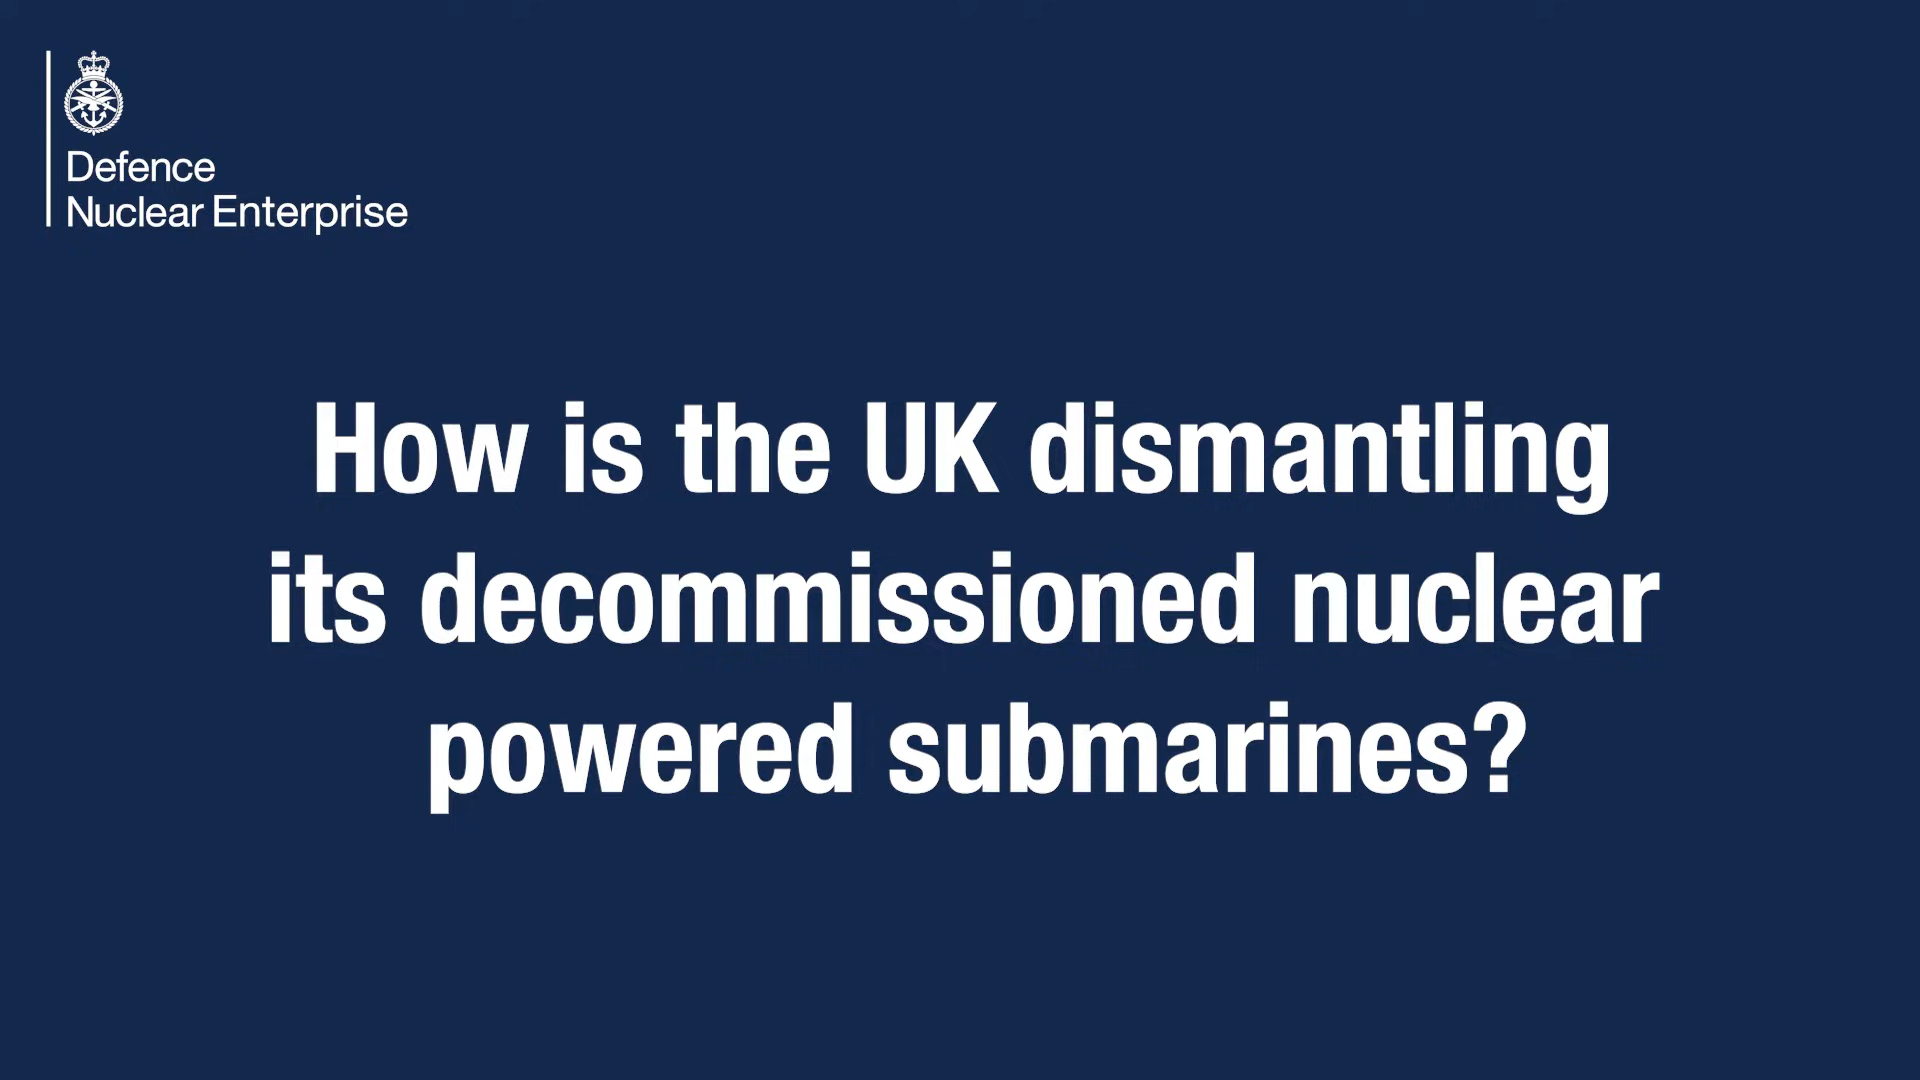 Defence
Nuclear Enterprise
How is the UK dismantling
its decommissioned nuclear
powered submarines?